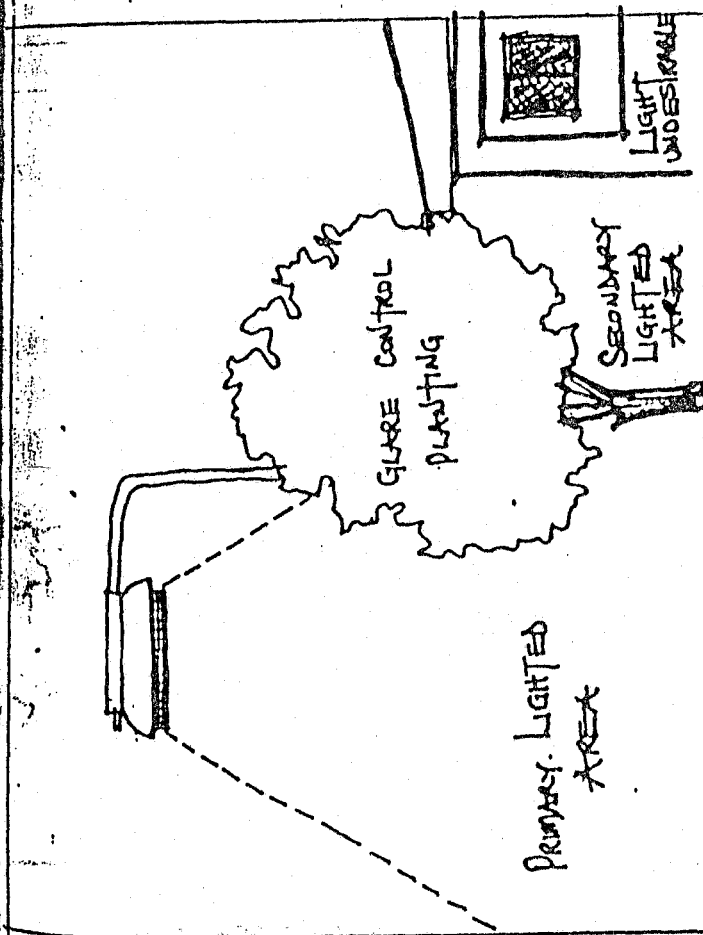 GLARE CONTROL
PLANTING
PRIMARY. LIGHTED
AREA
SECONDARY
LIGHTED
AREA
LIGHT
UNDESIRABLE